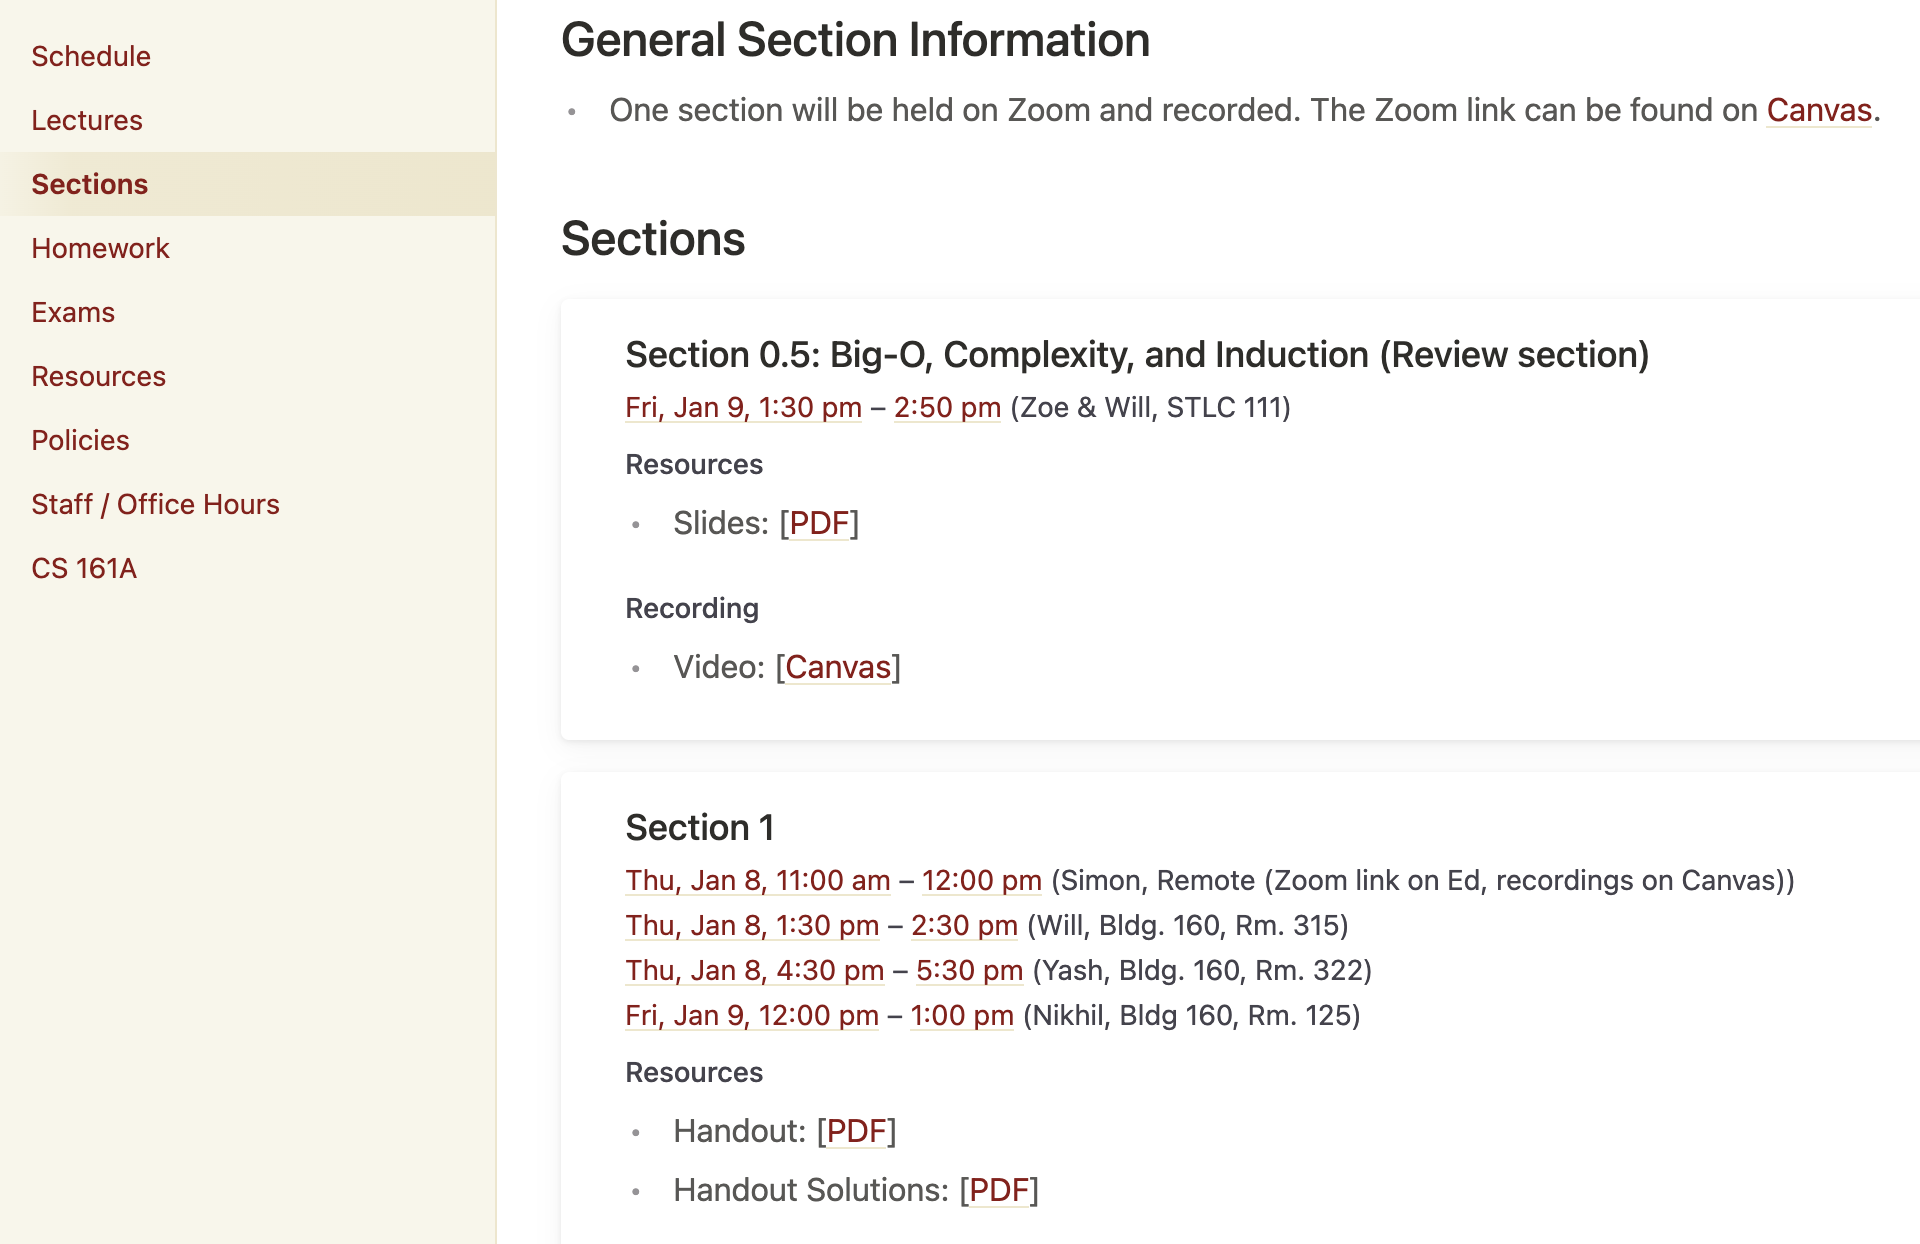 Schedule
Lectures
Sections
Homework
Exams
Resources
Policies
Staff / Office Hours
CS 161A
General Section Information
• One section will be held on Zoom and recorded. The Zoom link can be found on Canvas.
Sections
Section 0.5: Big-O, Complexity, and Induction (Review section)
Fri, Jan 9, 1:30 pm – 2:50 pm (Zoe & Will, STLC 111)
Resources
• Slides: [PDF]
Recording
• Video: [Canvas]
Section 1
Thu, Jan 8, 11:00 am – 12:00 pm (Simon, Remote (Zoom link on Ed, recordings on Canvas))
Thu, Jan 8, 1:30 pm – 2:30 pm (Will, Bldg. 160, Rm. 315)
Thu, Jan 8, 4:30 pm – 5:30 pm (Yash, Bldg. 160, Rm. 322)
Fri, Jan 9, 12:00 pm – 1:00 pm (Nikhil, Bldg 160, Rm. 125)
Resources
• Handout: [PDF]
• Handout Solutions: [PDF]